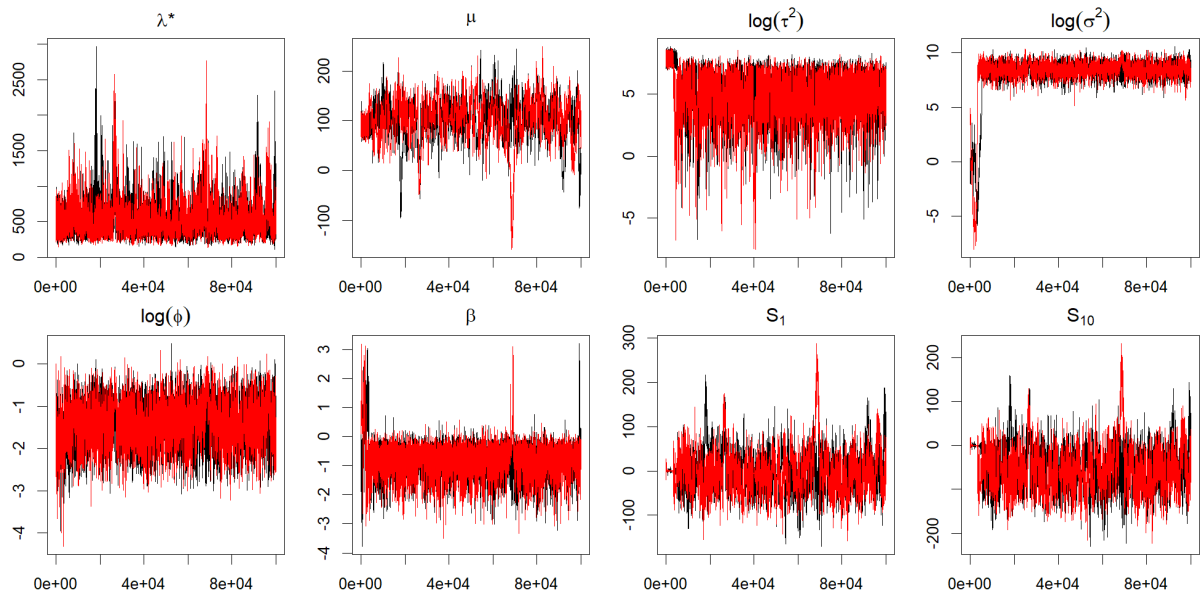 λ* μ log(τ²) log(σ²)
0 500 1500 2500
-100 0 100 200
-5 0 5
-5 0 5 10
0e+00 4e+04 8e+04 0e+00 4e+04 8e+04 0e+00 4e+04 8e+04 0e+00 4e+04 8e+04
log(ϕ) β S₁ S₁₀
-4 -3 -2 -1 0
-4 -3 -2 -1 0 1 2 3
-100 0 100 200 300
-200 0 100 200
0e+00 4e+04 8e+04 0e+00 4e+04 8e+04 0e+00 4e+04 8e+04 0e+00 4e+04 8e+04